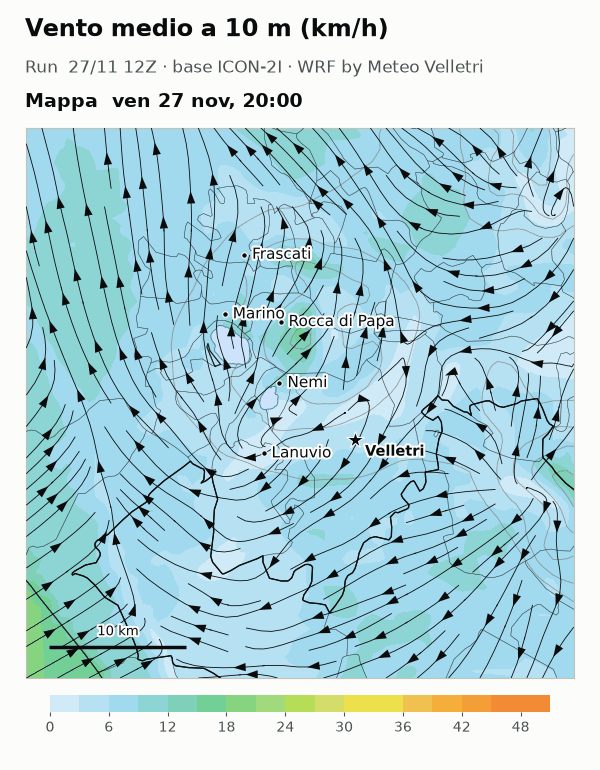 Vento medio a 10 m (km/h)
Run 27/11 12Z · base ICON-2I · WRF by Meteo Velletri
Mappa ven 27 nov, 20:00
Frascati
Marino
Rocca di Papa
Nemi
Lanuvio
Velletri
10 km
0 6 12 18 24 30 36 42 48